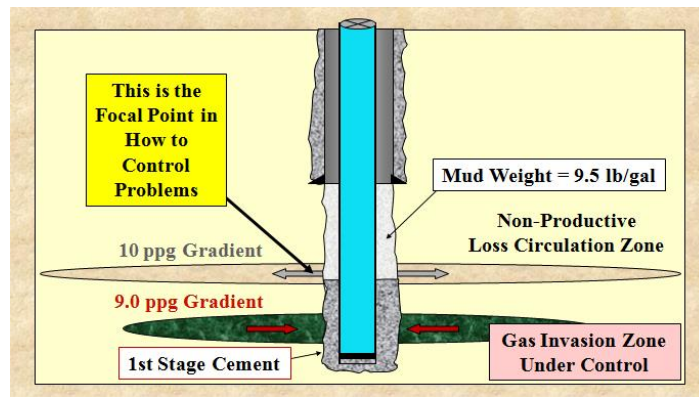 This is the
Focal Point in
How to
Control
Problems
Mud Weight = 9.5 lb/gal
Non-Productive
Loss Circulation Zone
10 ppg Gradient
9.0 ppg Gradient
1st Stage Cement
Gas Invasion Zone
Under Control